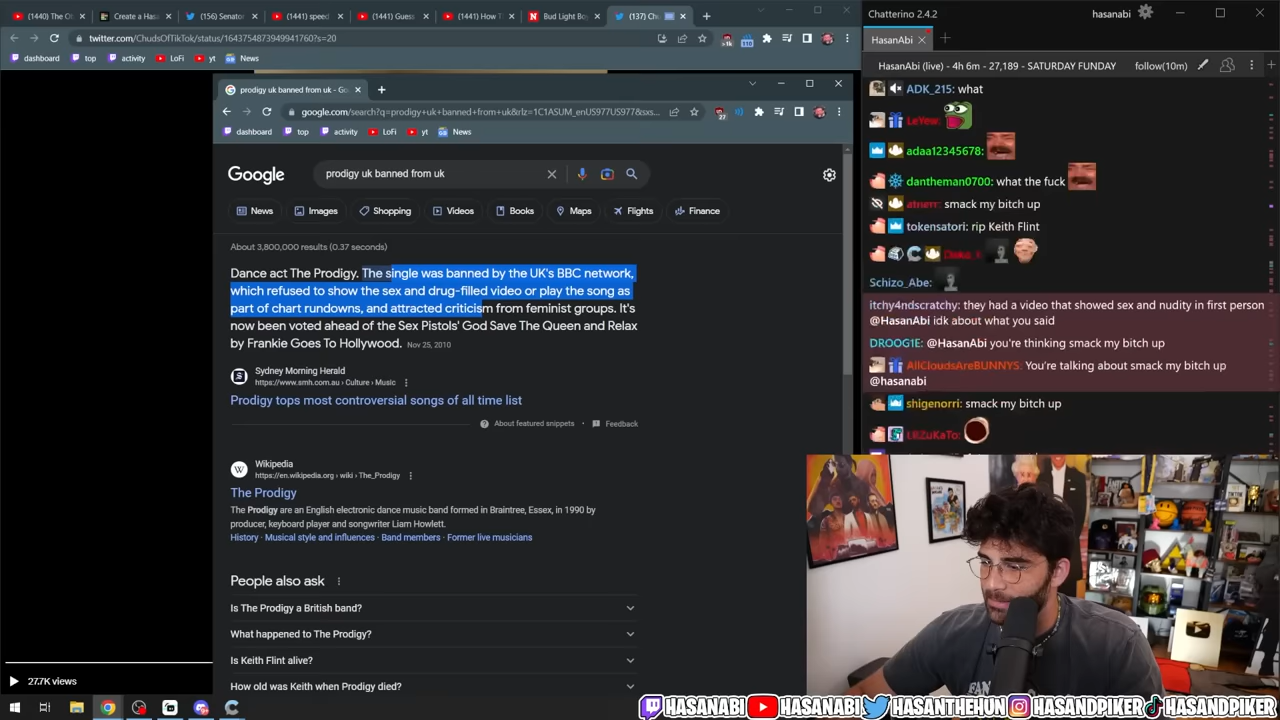 (1440) The Ot
Create a Has
(156) Senator
(1441) speed
(1441) Gues
(1441) How T
Bud Light Bo
(137) Chu
twitter.com/ChudsOfTikTok/status/1643754873949941760?s=20
dashboard
top
activity
LoFi
yt
News
prodigy uk banned from uk - Go
google.com/search?q=prodigy+uk+banned+from+uk&rlz=1C1ASUM_enUS977US977&sxs...
dashboard
top
activity
LoFi
yt
News
Google
prodigy uk banned from uk
News
Images
Shopping
Videos
Books
Maps
Flights
Finance
About 3,800,000 results (0.37 seconds)
Dance act The Prodigy. The single was banned by the UK's BBC network,
which refused to show the sex and drug-filled video or play the song as
part of chart rundowns, and attracted criticism from feminist groups. It's
now been voted ahead of the Sex Pistols' God Save The Queen and Relax
by Frankie Goes To Hollywood. Nov 25, 2010
Sydney Morning Herald
https://www.smh.com.au › Culture › Music
Prodigy tops most controversial songs of all time list
About featured snippets
Feedback
Wikipedia
https://en.wikipedia.org › wiki › The_Prodigy
The Prodigy
The Prodigy are an English electronic dance music band formed in Braintree, Essex, in 1990 by
producer, keyboard player and songwriter Liam Howlett.
History · Musical style and influences · Band members · Former live musicians
People also ask
Is The Prodigy a British band?
What happened to The Prodigy?
Is Keith Flint alive?
How old was Keith when Prodigy died?
27.7K views
Chatterino 2.4.2
hasanabi
HasanAbi
HasanAbi (live) - 4h 6m - 27,189 - SATURDAY FUNDAY
follow(10m)
ADK_215: what
LeYew:
adaa12345678:
dantheman0700: what the fuck
smack my bitch up
tokensatori: rip Keith Flint
Schizo_Abe:
itchy4ndscratchy: they had a video that showed sex and nudity in first person
@HasanAbi idk about what you said
DROOG1E: @HasanAbi you're thinking smack my bitch up
AllCloudsAreBUNNYS: You're talking about smack my bitch up
@hasanabi
shigenorri: smack my bitch up
HASANABI
HASANABI
HASANTHEHUN
HASANDPIKER
HASANDPIKER